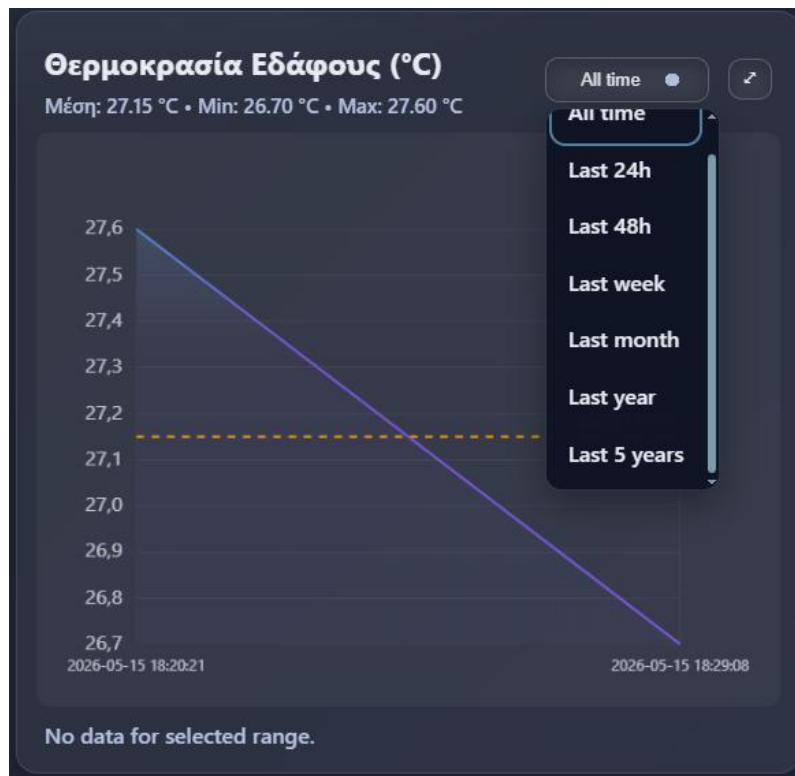 Θερμοκρασία Εδάφους (°C)
All time
Μέση: 27.15 °C • Min: 26.70 °C • Max: 27.60 °C
All time
Last 24h
Last 48h
Last week
Last month
Last year
Last 5 years
27,6
27,5
27,4
27,3
27,2
27,1
27,0
26,9
26,8
26,7
2026-05-15 18:20:21
2026-05-15 18:29:08
No data for selected range.